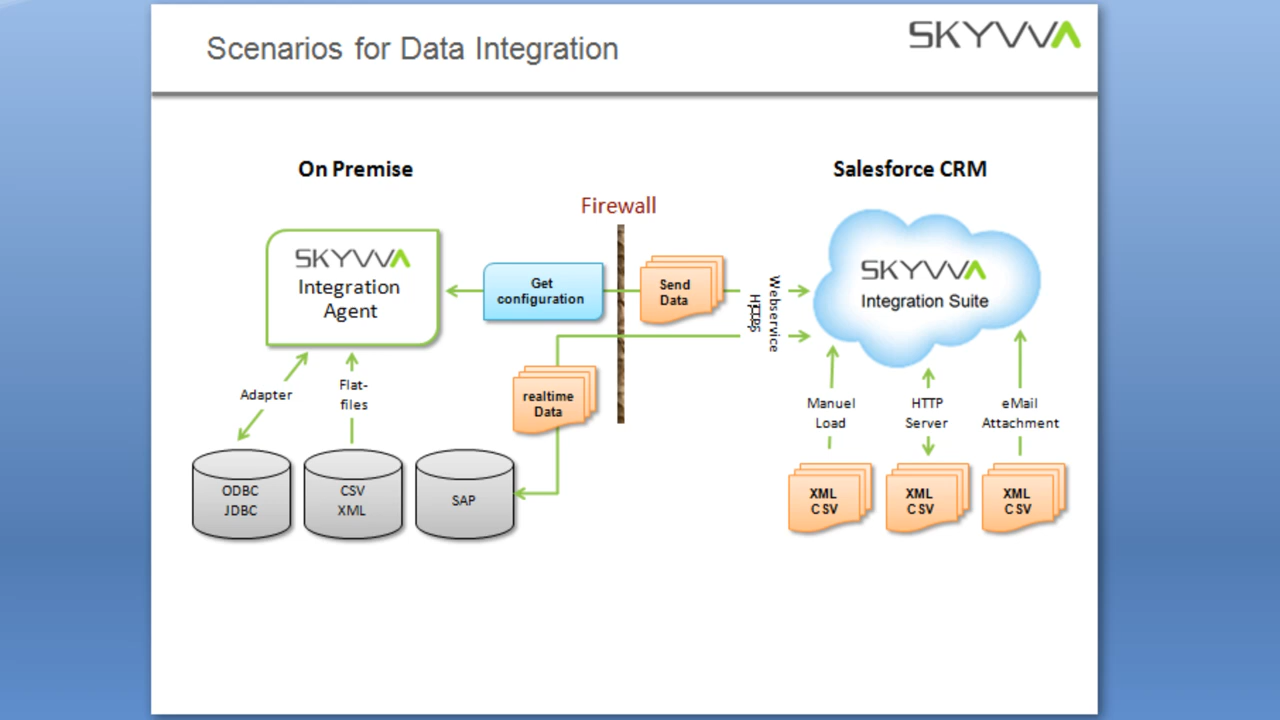 Scenarios for Data Integration
SKYVVA
On Premise
Salesforce CRM
Firewall
SKYVVA
Integration
Agent
Get
configuration
Send
Data
Webservice
SKYVVA
Integration Suite
Adapter
Flat-
files
realtime
Data
Manuel
Load
HTTP
Server
eMail
Attachment
ODBC
JDBC
CSV
XML
SAP
XML
CSV
XML
CSV
XML
CSV